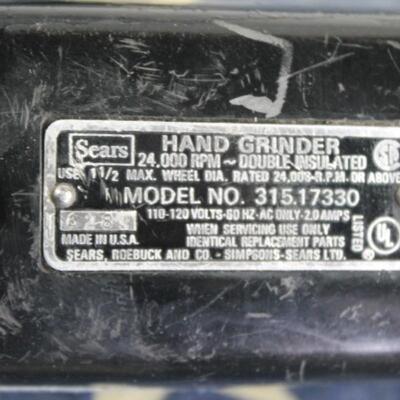 Sears
HAND GRINDER
24,000 RPM ~ DOUBLE INSULATED
USE 1 1/2 MAX. WHEEL DIA. RATED 24,000-R.P.M. OR ABOVE
MODEL NO. 315.17330
110-120 VOLTS-60 HZ-AC ONLY-2.0 AMPS
MADE IN U.S.A.
WHEN SERVICING USE ONLY
IDENTICAL REPLACEMENT PARTS
LISTED
UL
SEARS, ROEBUCK AND CO. - SIMPSONS-SEARS LTD.